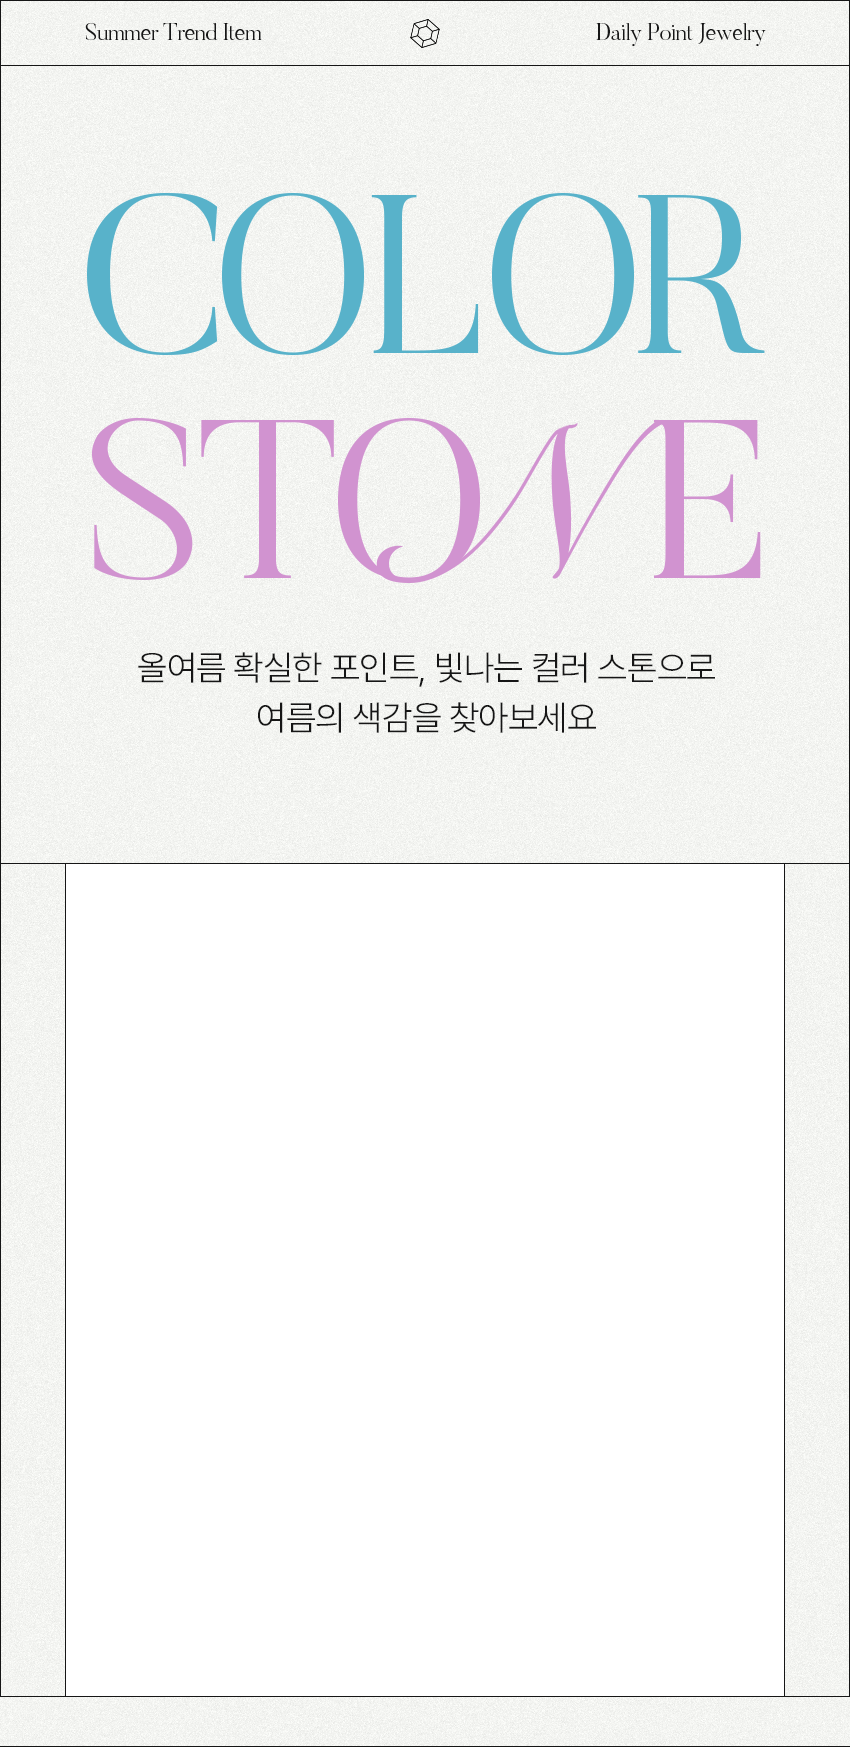 Summer Trend Item
Daily Point Jewelry
COLOR
STONE
올여름 확실한 포인트, 빛나는 컬러 스톤으로
여름의 색감을 찾아보세요